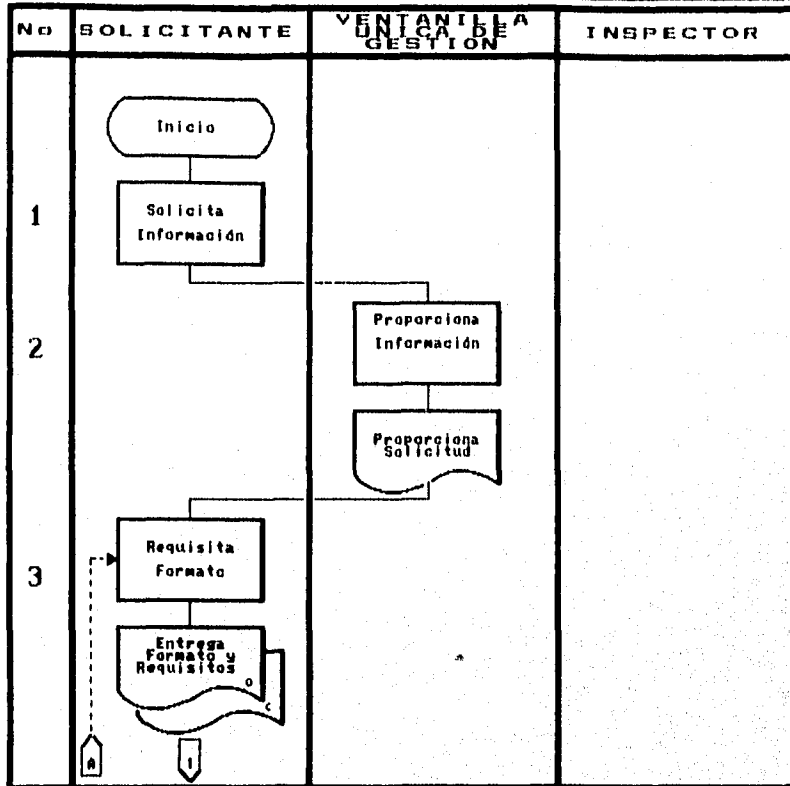 No
SOLICITANTE
VENTANILLA
UNICA DE
GESTION
INSPECTOR
Inicio
1
Solicita
Información
2
Proporciona
Información
Proporciona
Solicitud
3
Requisita
Formato
Entrega
Formato y
Requisitos
O
C
A
1